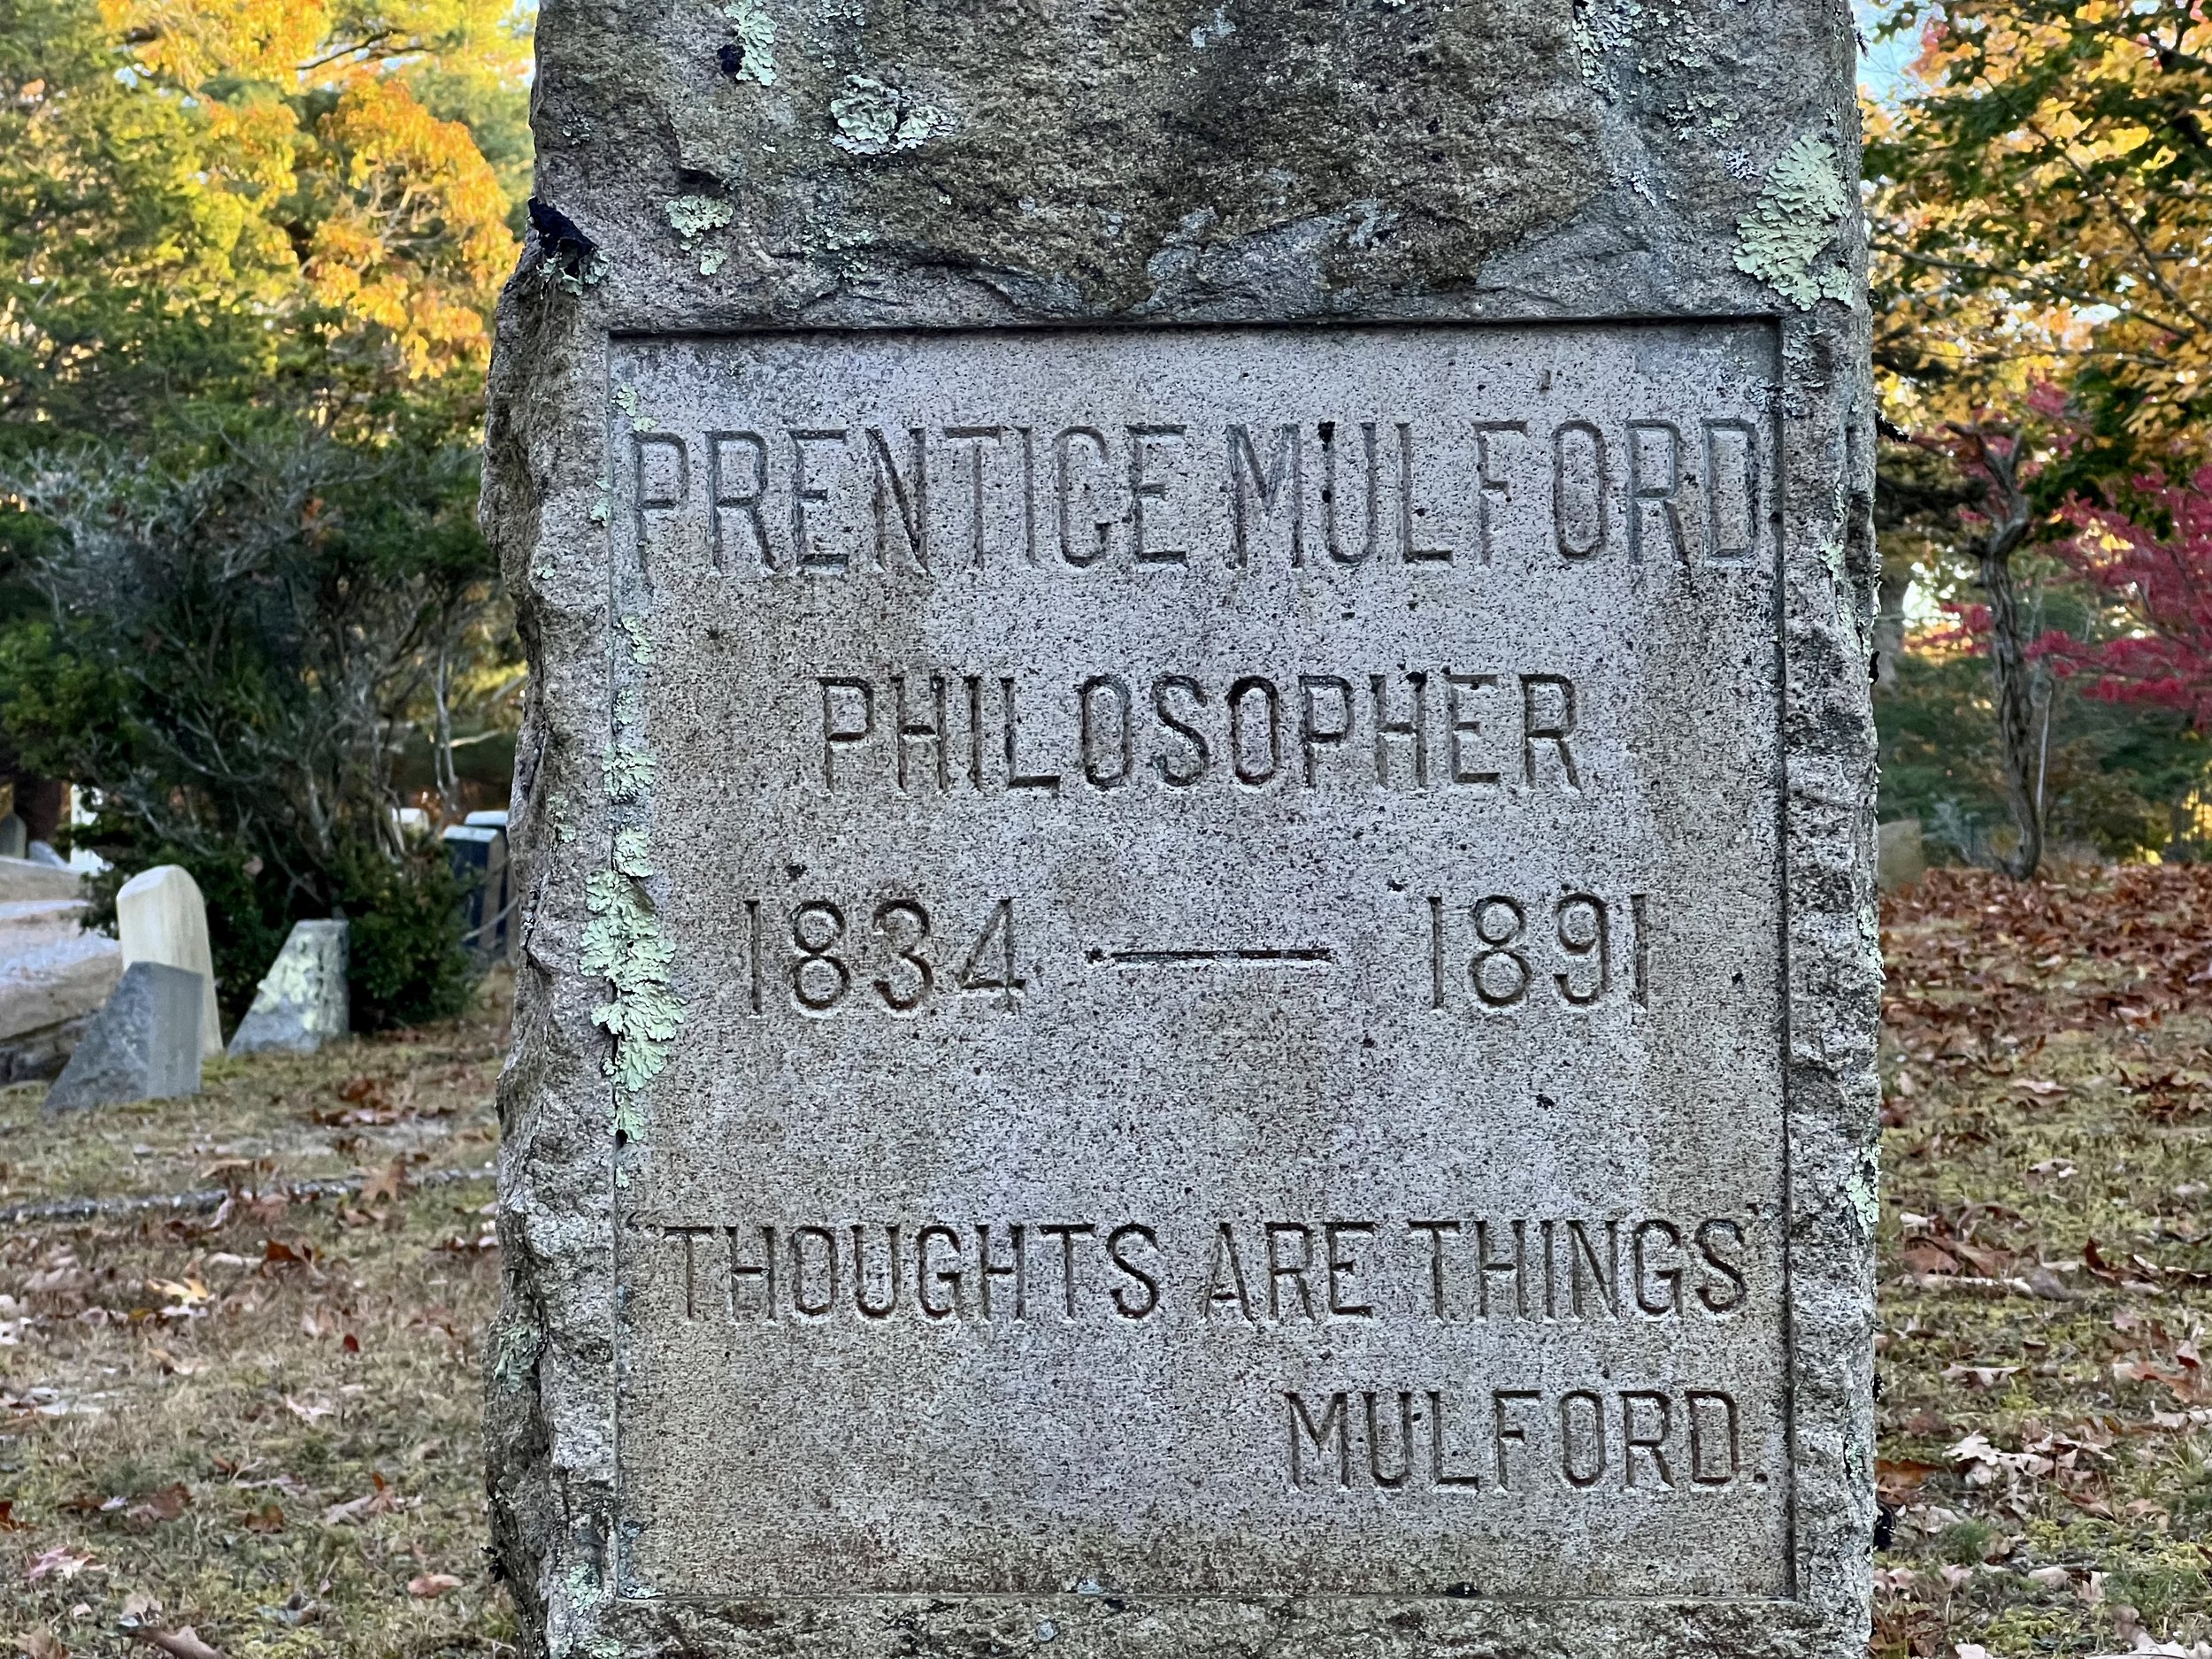 PRENTICE MULFORD
PHILOSOPHER
1834 — 1891
"THOUGHTS ARE THINGS"
MULFORD.